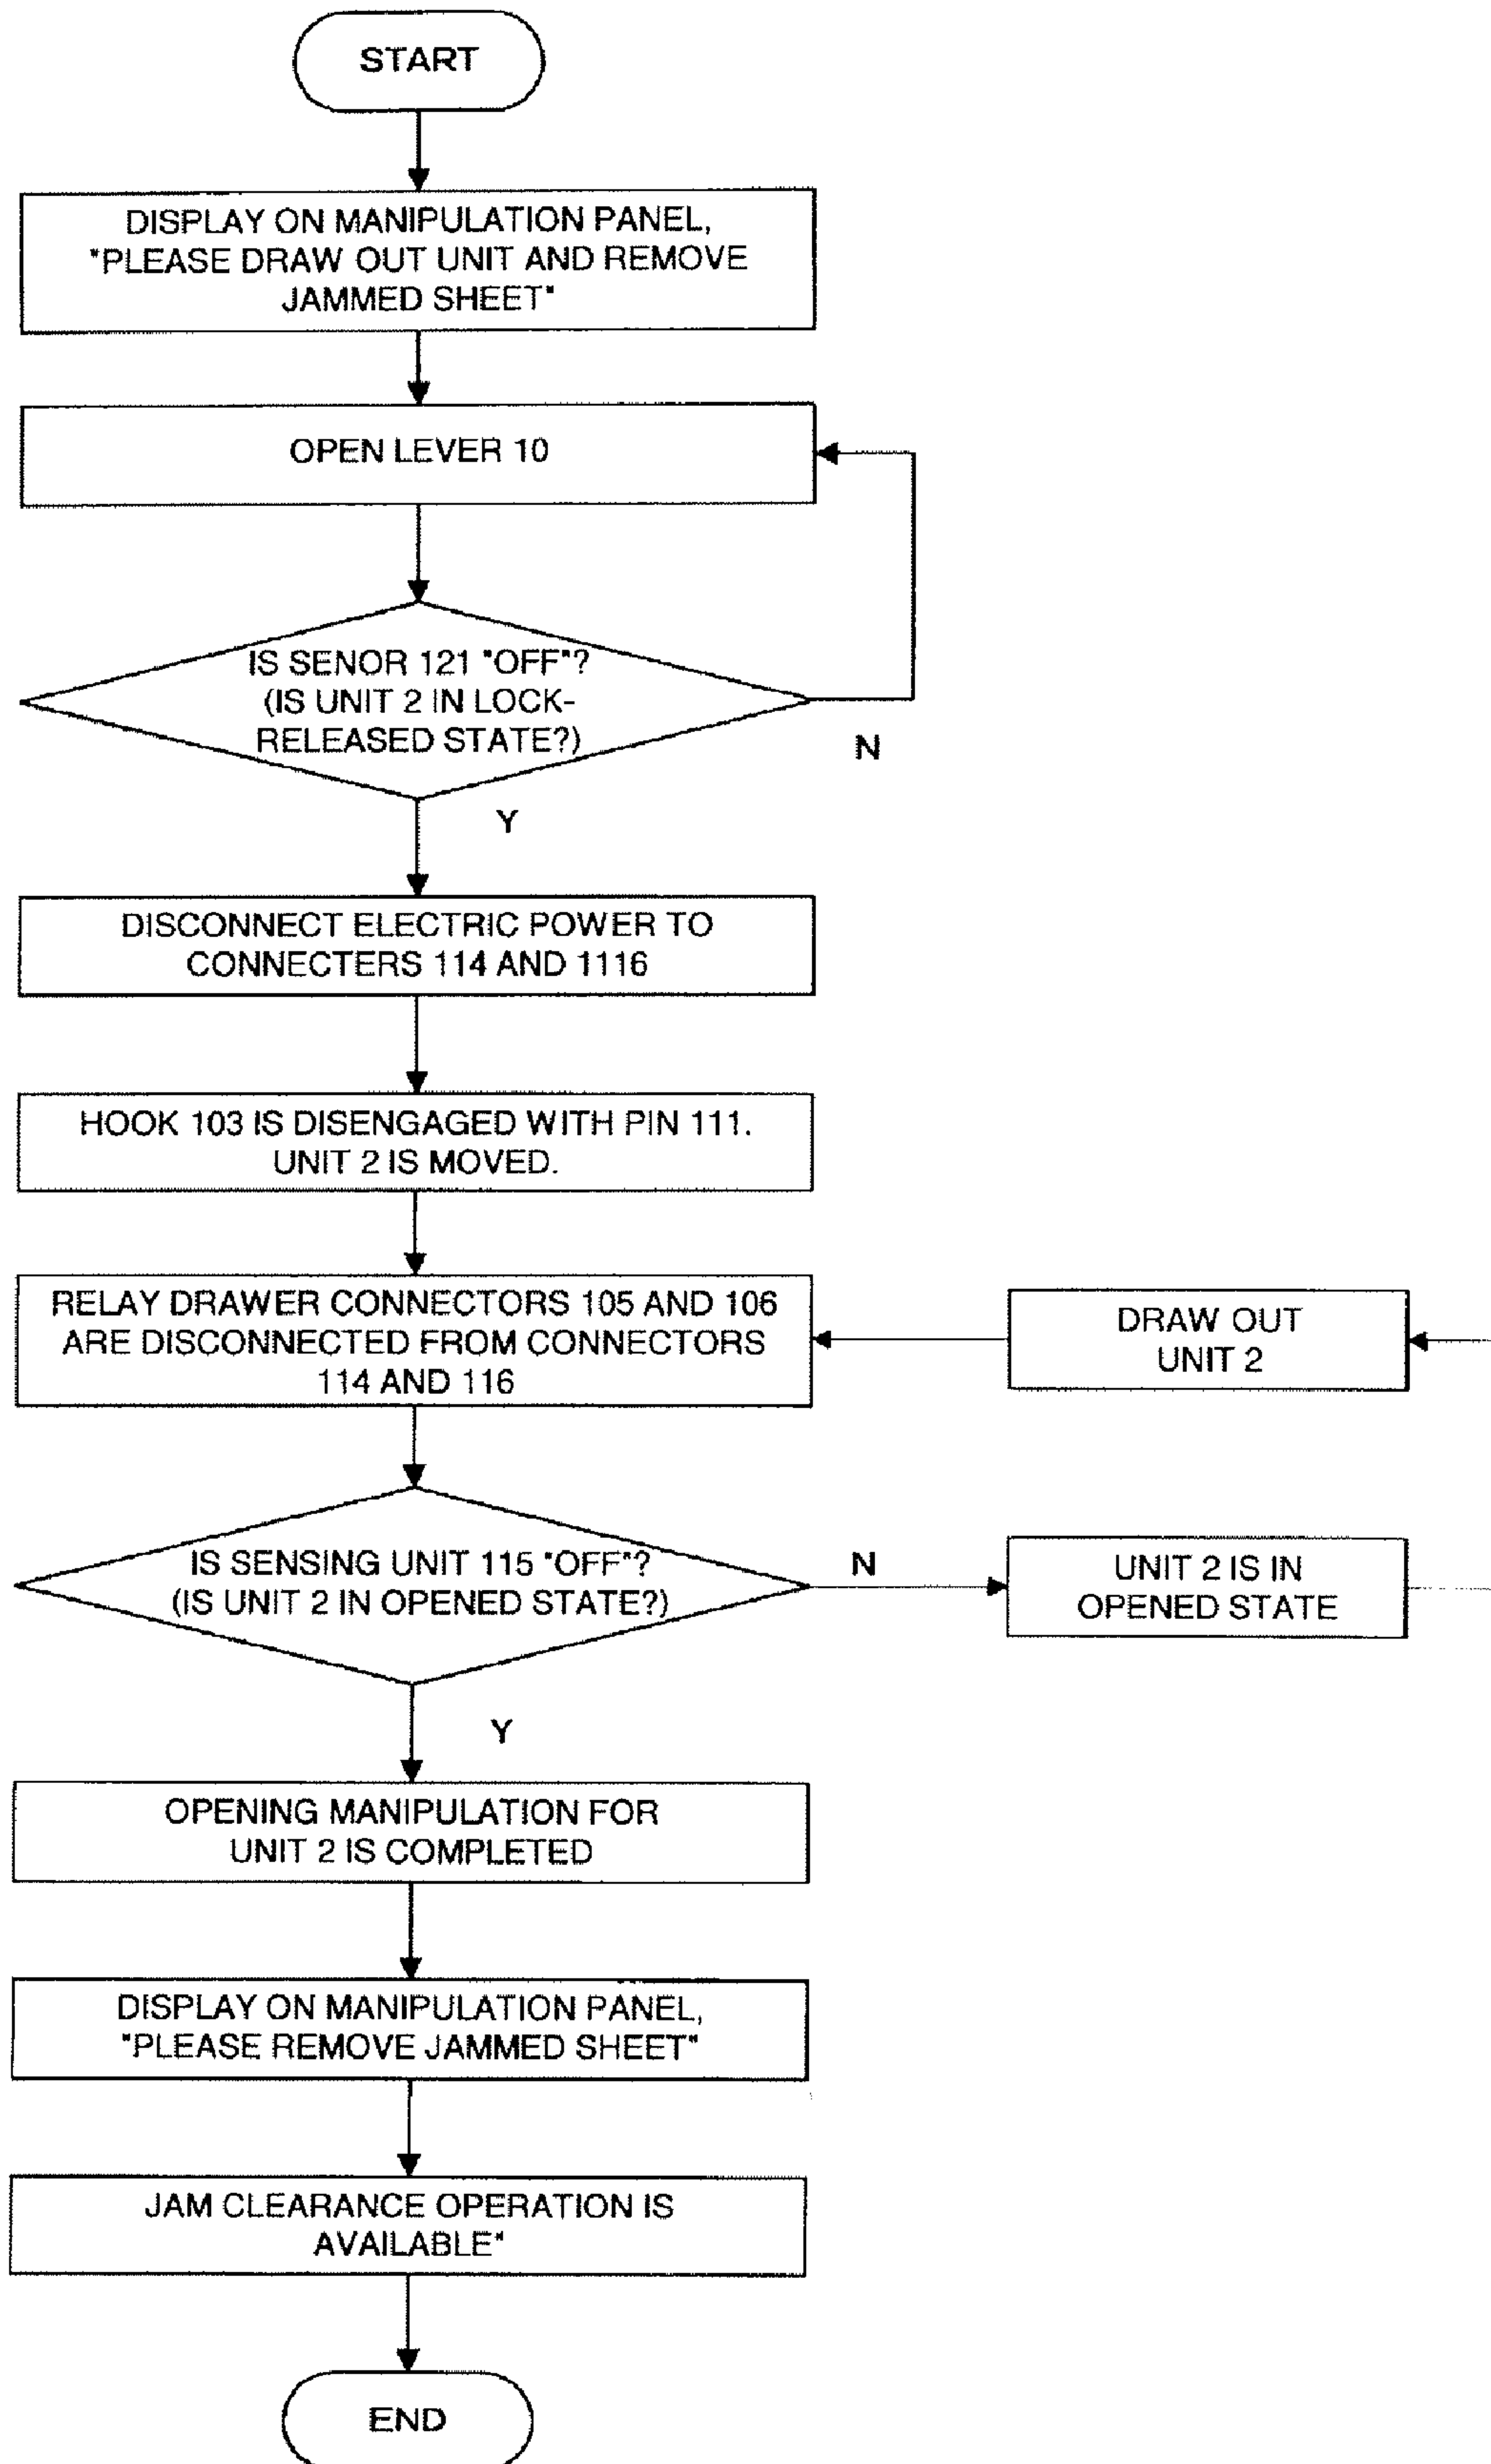 START
DISPLAY ON MANIPULATION PANEL,
"PLEASE DRAW OUT UNIT AND REMOVE
JAMMED SHEET"
OPEN LEVER 10
IS SENOR 121 "OFF"?
(IS UNIT 2 IN LOCK-
RELEASED STATE?)
N
Y
DISCONNECT ELECTRIC POWER TO
CONNECTERS 114 AND 1116
HOOK 103 IS DISENGAGED WITH PIN 111.
UNIT 2 IS MOVED.
RELAY DRAWER CONNECTORS 105 AND 106
ARE DISCONNECTED FROM CONNECTORS
114 AND 116
DRAW OUT
UNIT 2
IS SENSING UNIT 115 "OFF"?
(IS UNIT 2 IN OPENED STATE?)
N
UNIT 2 IS IN
OPENED STATE
Y
OPENING MANIPULATION FOR
UNIT 2 IS COMPLETED
DISPLAY ON MANIPULATION PANEL,
"PLEASE REMOVE JAMMED SHEET"
JAM CLEARANCE OPERATION IS
AVAILABLE"
END